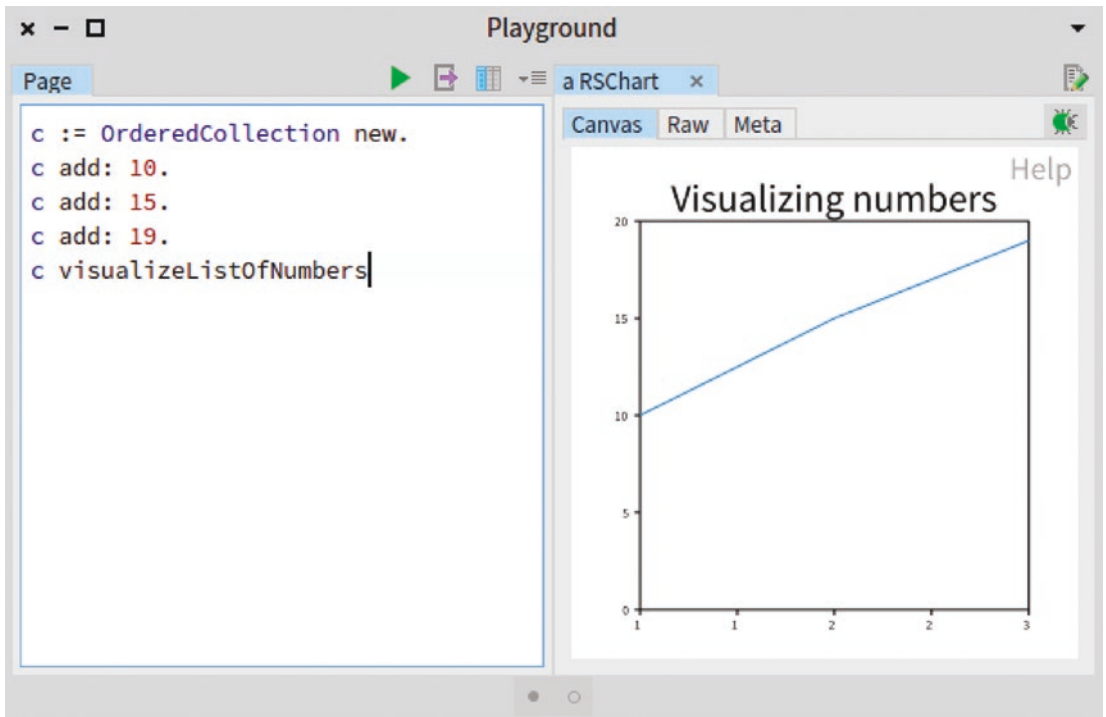 Playground
Page
c := OrderedCollection new.
c add: 10.
c add: 15.
c add: 19.
c visualizeListOfNumbers
a RSChart ×
Canvas Raw Meta
Help
Visualizing numbers
20
15
10
5
0
1 1 2 2 3